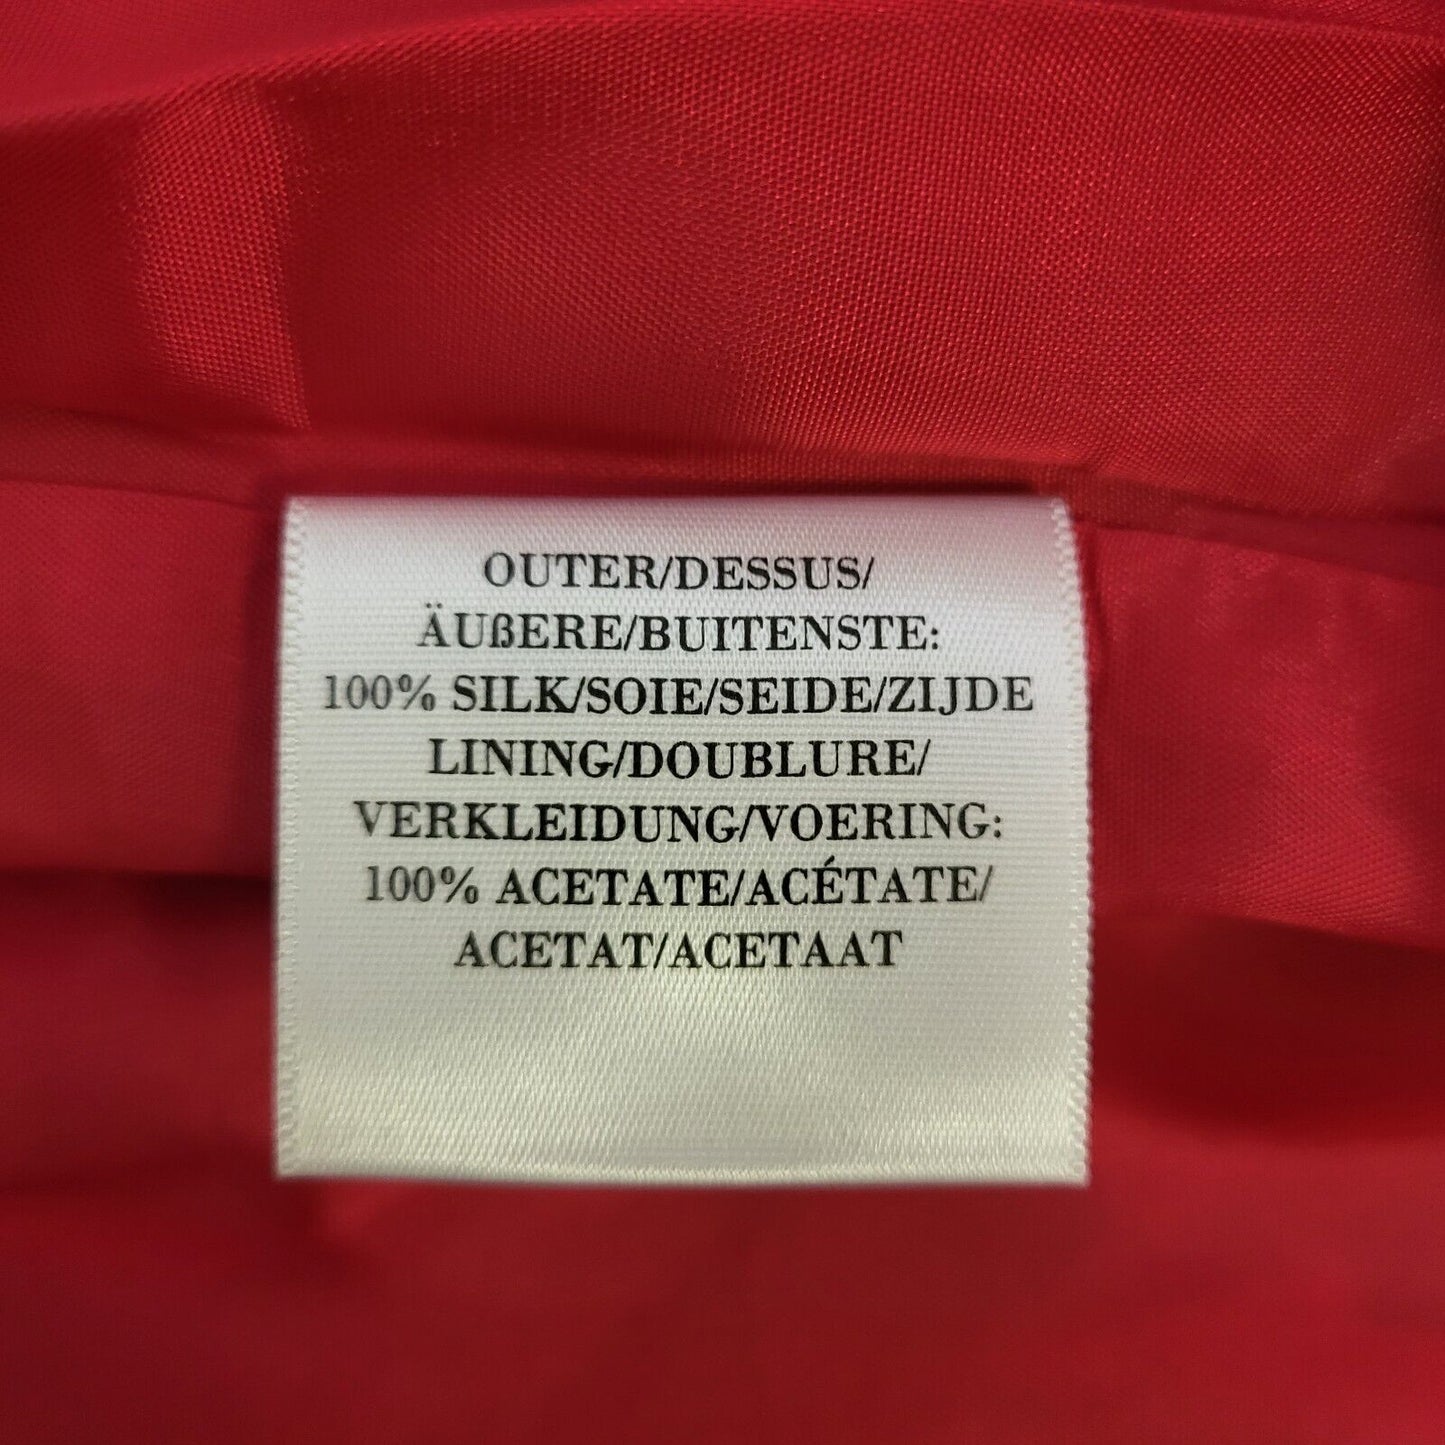 OUTER/DESSUS/
ÄUßERE/BUITENSTE:
100% SILK/SOIE/SEIDE/ZIJDE
LINING/DOUBLURE/
VERKLEIDUNG/VOERING:
100% ACETATE/ACÉTATE/
ACETAT/ACETAAT